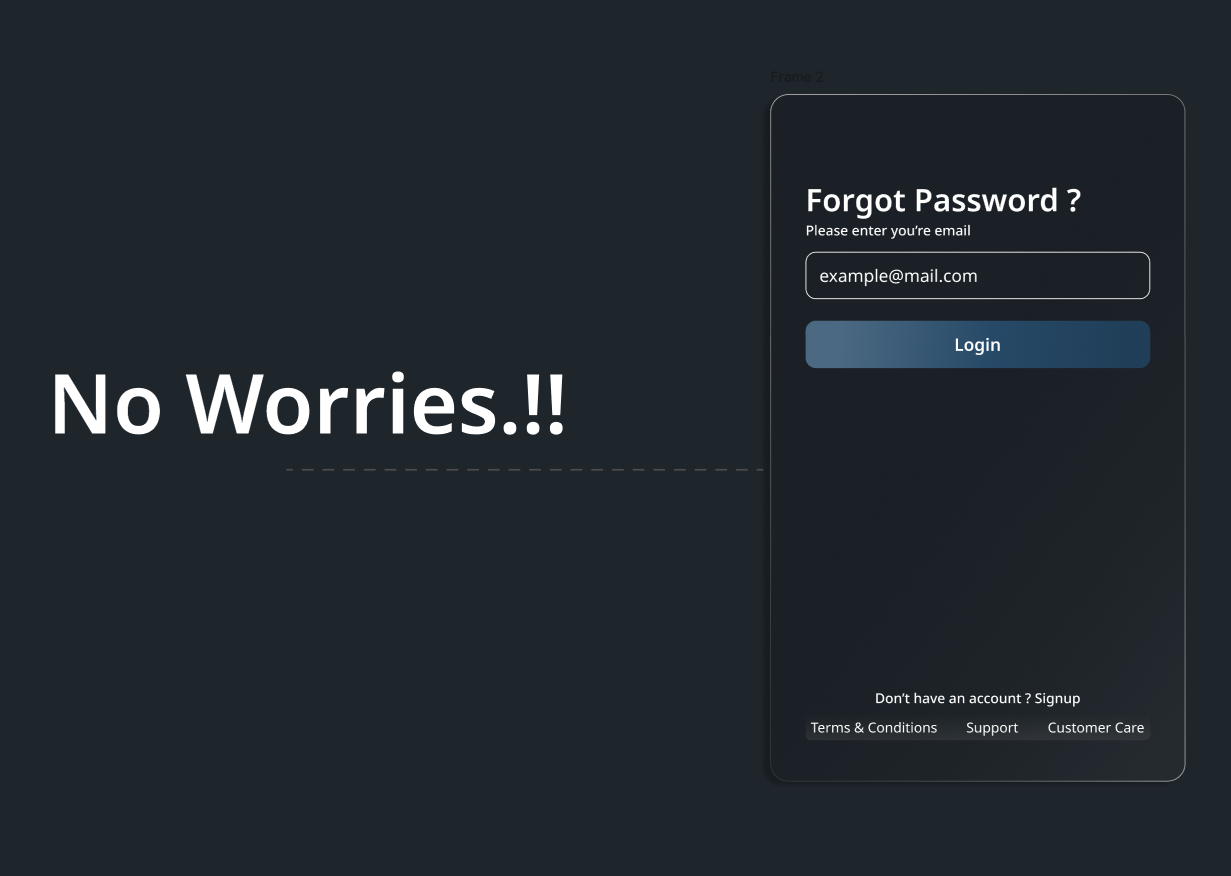 Frame 2
Forgot Password ?
Please enter you’re email
example@mail.com
Login
No Worries.!!
Don’t have an account ? Signup
Terms & Conditions Support Customer Care